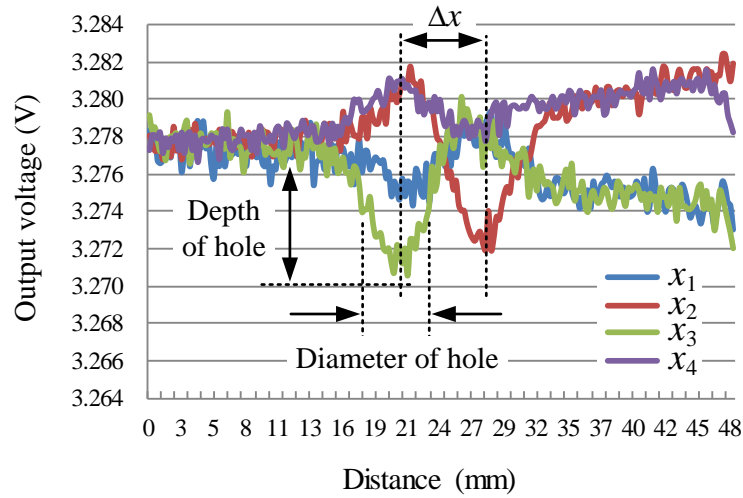 Output voltage (V)
3.284
3.282
3.280
3.278
3.276
3.274
3.272
3.270
3.268
3.266
3.264
Δx
Depth
of hole
Diameter of hole
x1
x2
x3
x4
0 3 5 8 11 13 16 19 21 24 27 29 32 35 37 40 42 45 48
Distance (mm)